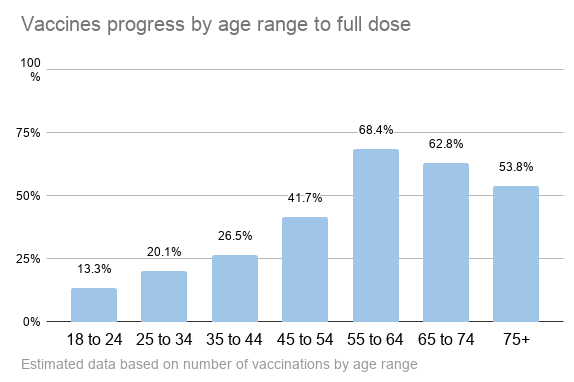 Vaccines progress by age range to full dose
100
%
75%
50%
25%
0%
13.3%
20.1%
26.5%
41.7%
68.4%
62.8%
53.8%
18 to 24
25 to 34
35 to 44
45 to 54
55 to 64
65 to 74
75+
Estimated data based on number of vaccinations by age range